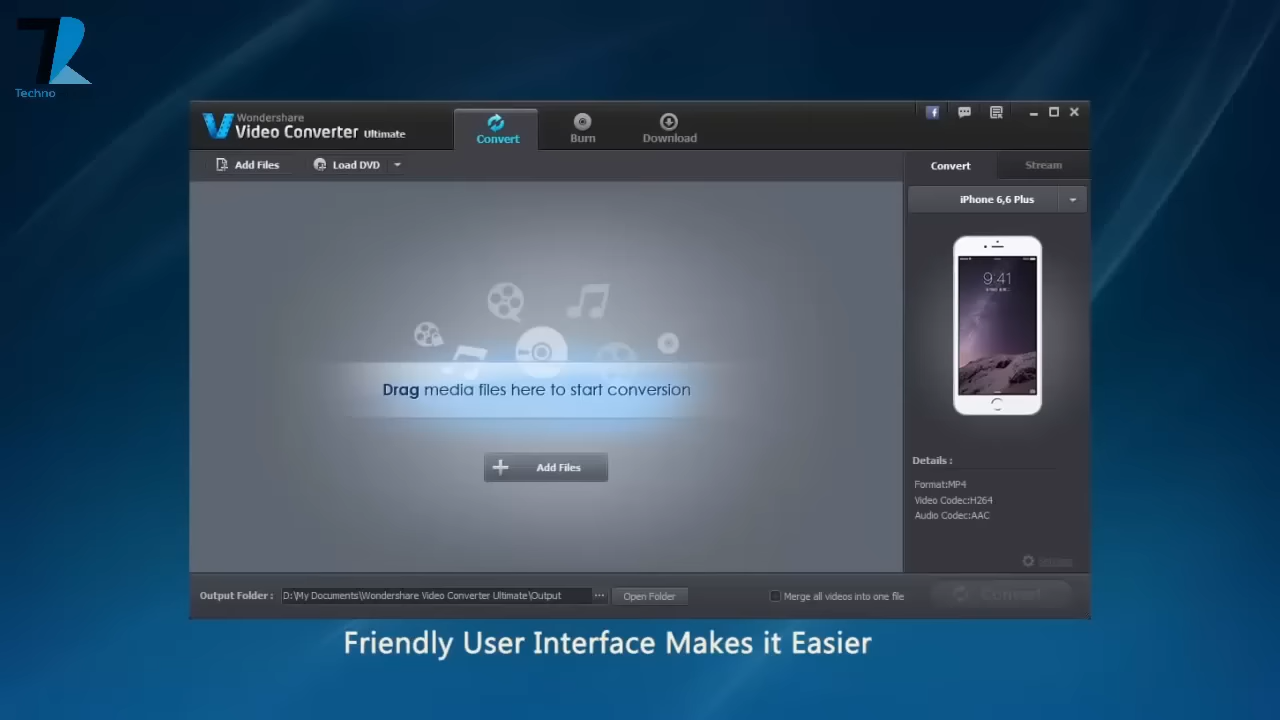 Techno
Wondershare
Video Converter Ultimate
Convert
Burn
Download
Add Files
Load DVD
Convert
Stream
iPhone 6,6 Plus
9:41
Drag media files here to start conversion
Add Files
Details :
Format:MP4
Video Codec:H264
Audio Codec:AAC
Output Folder :
D:\My Documents\Wondershare Video Converter Ultimate\Output
Open Folder
Merge all videos into one file
Convert
Friendly User Interface Makes it Easier